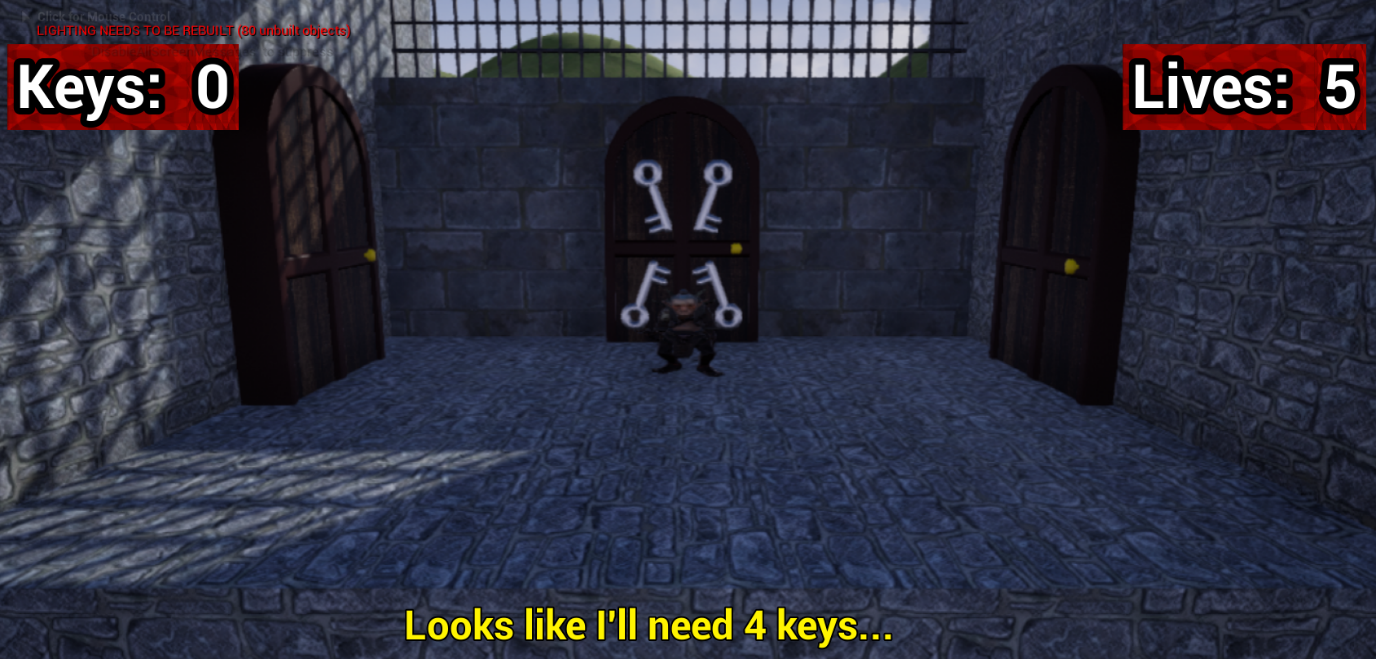 Click for Mouse Control
LIGHTING NEEDS TO BE REBUILT (80 unbuilt objects)
Keys: 0
Lives: 5
Looks like I'll need 4 keys...